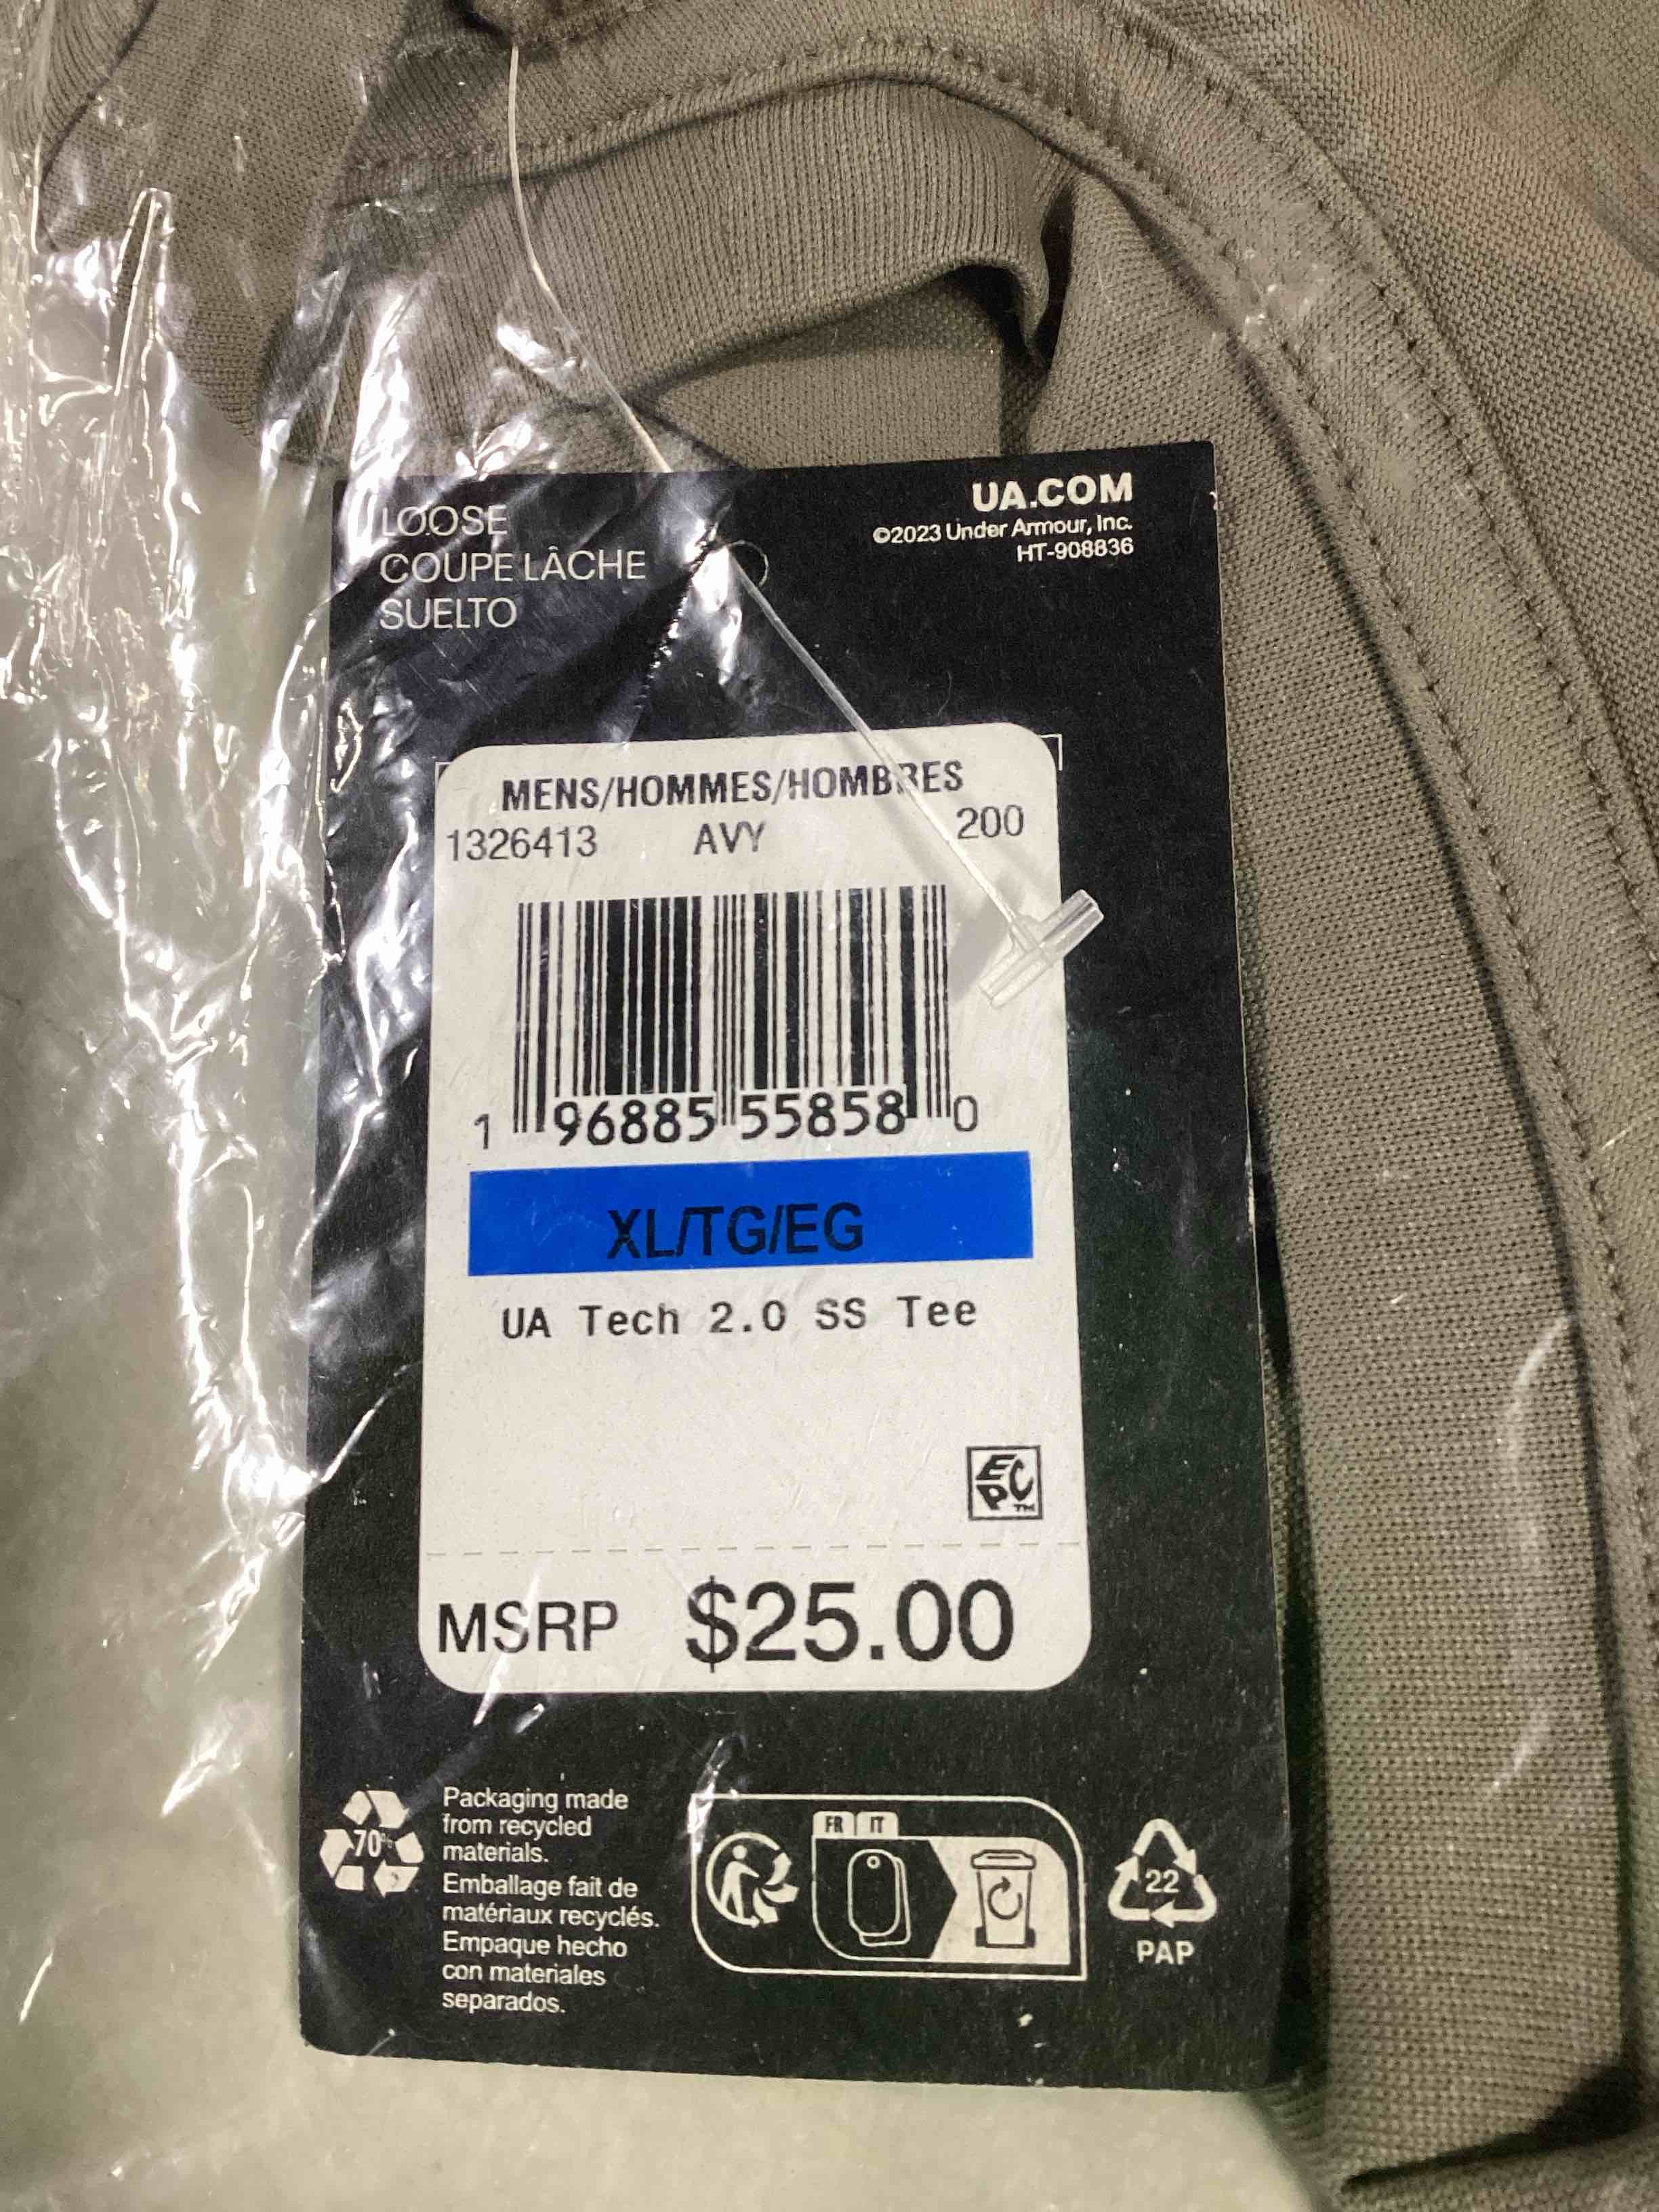 LOOSE
COUPE LÂCHE
SUELTO
UA.COM
©2023 Under Armour, Inc.
HT-908836
MENS/HOMMES/HOMBRES
1326413 AVY 200
1 96885 55858 0
XL/TG/EG
UA Tech 2.0 SS Tee
EPC™
MSRP $25.00
70%
Packaging made
from recycled
materials.
Emballage fait de
matériaux recyclés.
Empaque hecho
con materiales
separados.
FR IT
22
PAP